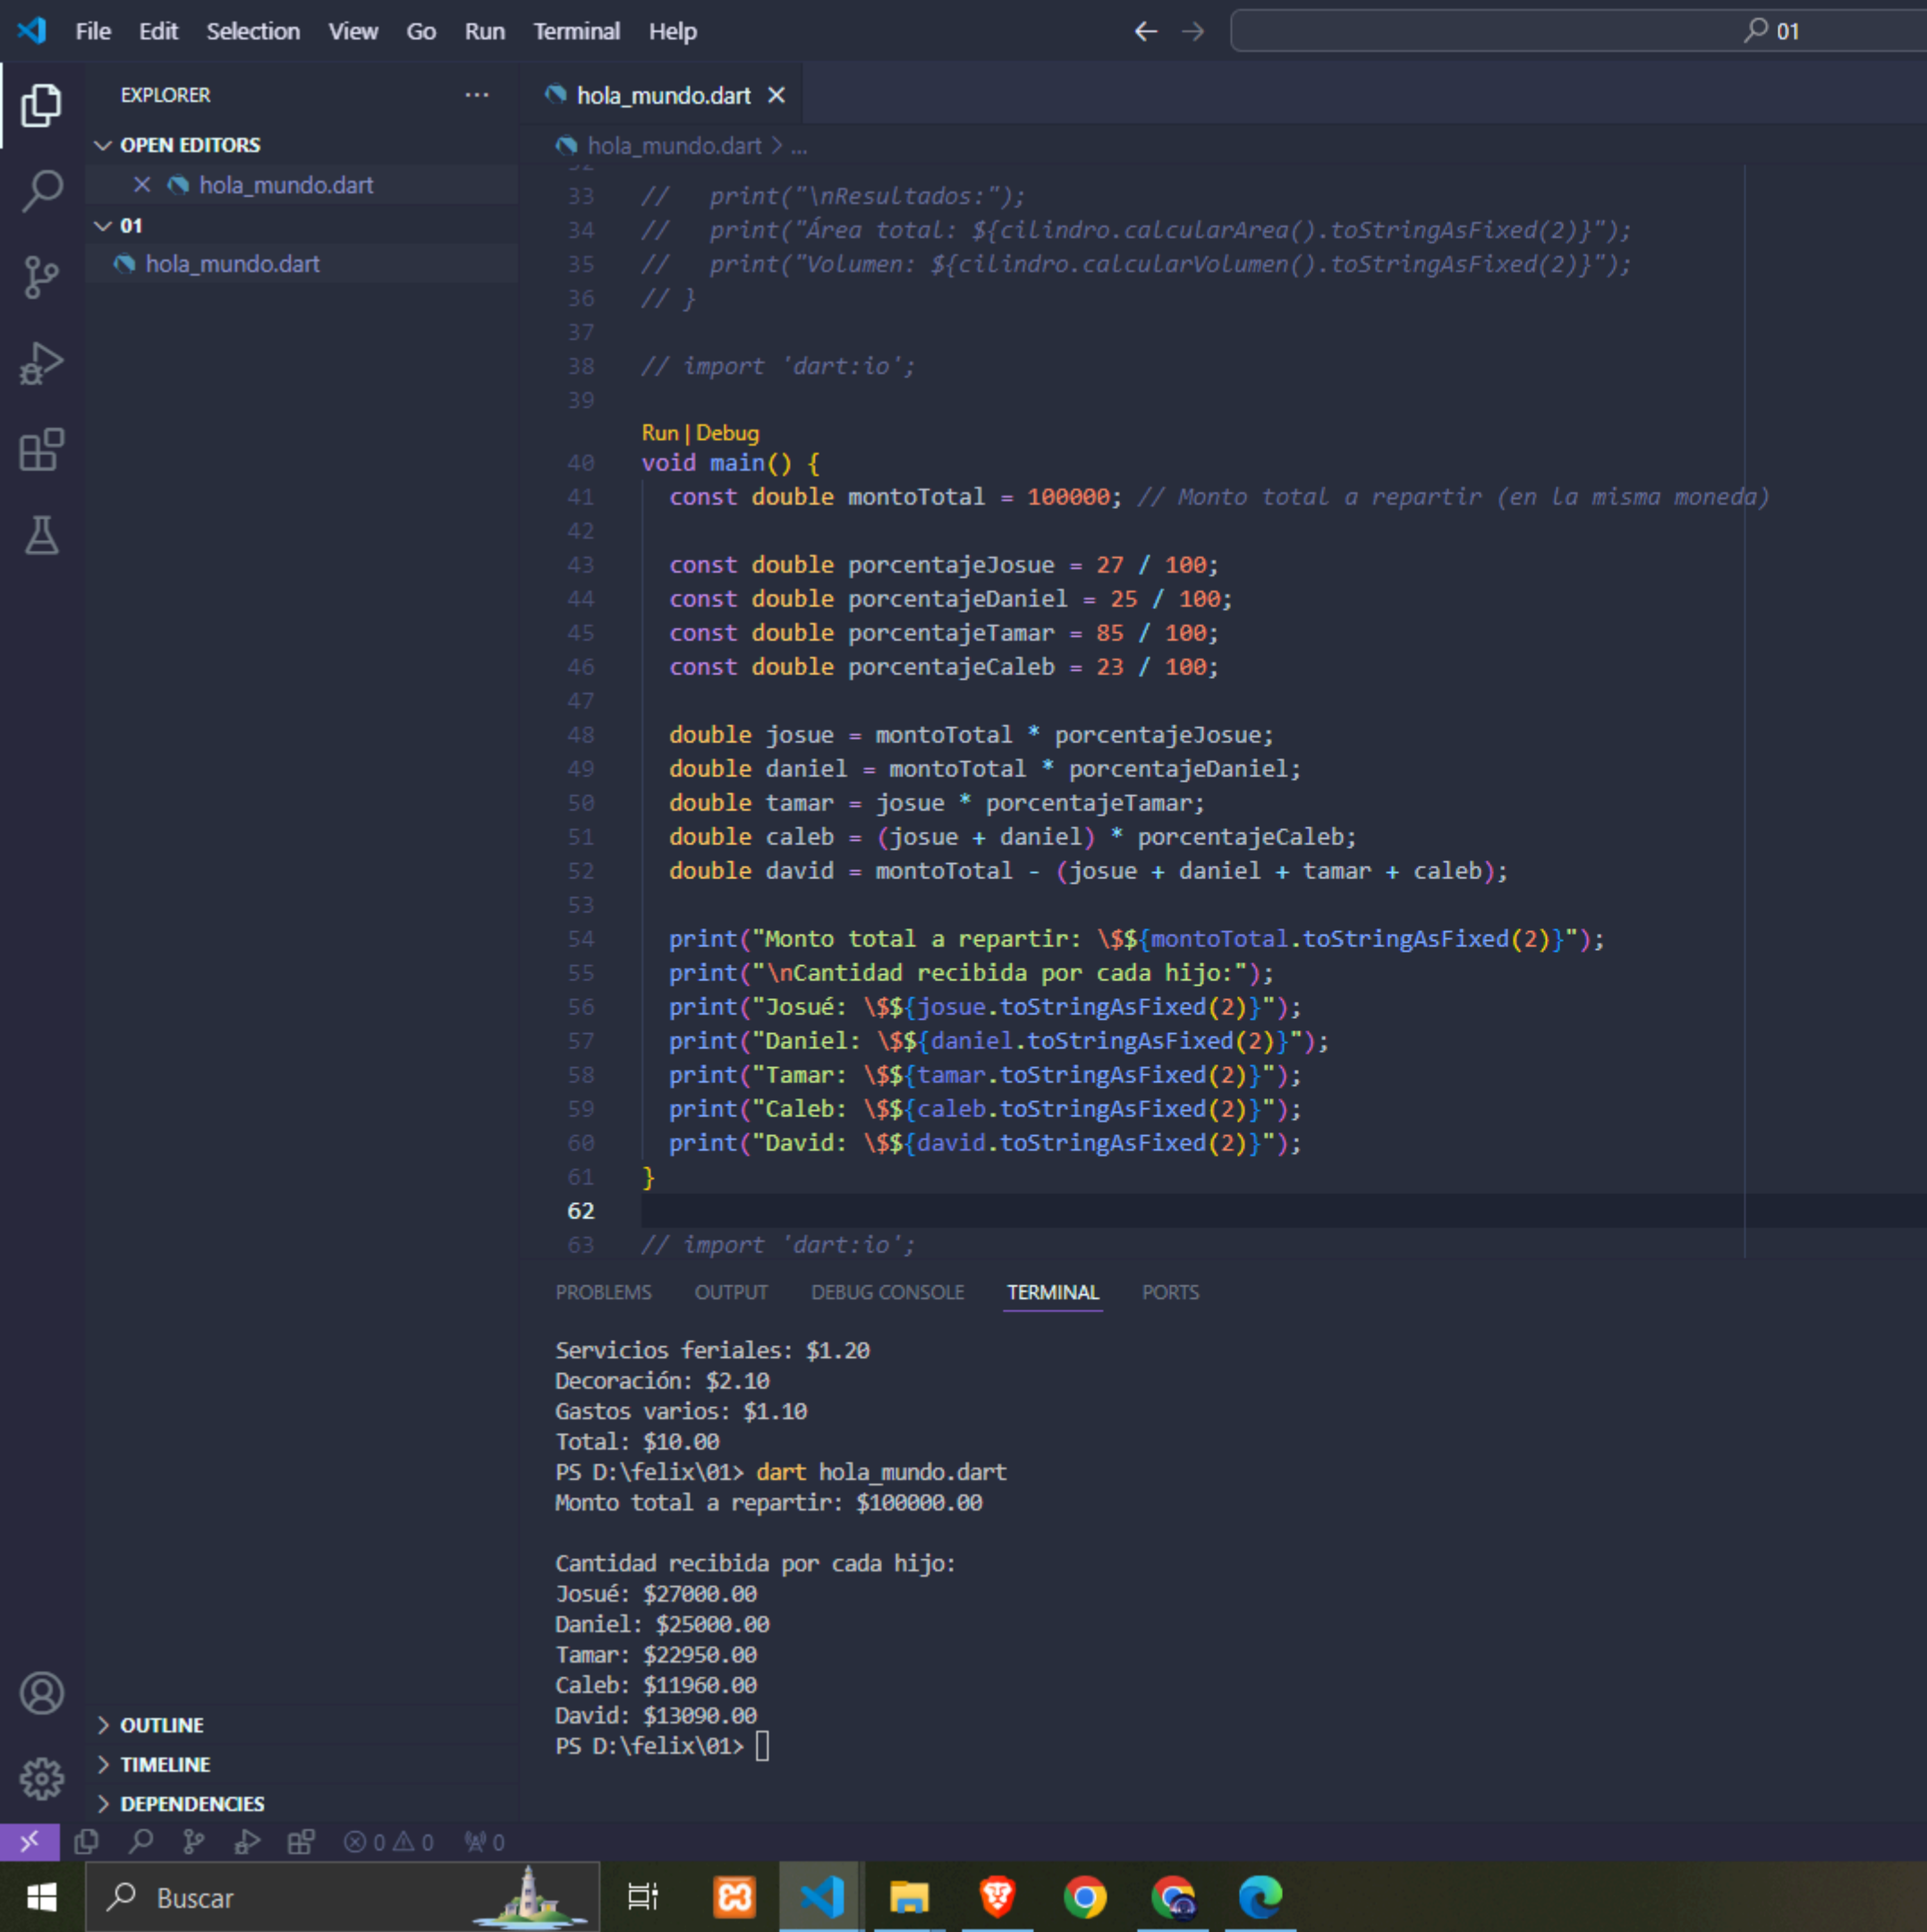 File Edit Selection View Go Run Terminal Help
01
EXPLORER
OPEN EDITORS
hola_mundo.dart
01
hola_mundo.dart
OUTLINE
TIMELINE
DEPENDENCIES
hola_mundo.dart
hola_mundo.dart > ...
32
33 //   print("\nResultados:");
34 //   print("Área total: ${cilindro.calcularArea().toStringAsFixed(2)}");
35 //   print("Volumen: ${cilindro.calcularVolumen().toStringAsFixed(2)}");
36 // }
37
38 // import 'dart:io';
39
Run | Debug
40 void main() {
41   const double montoTotal = 100000; // Monto total a repartir (en la misma moneda)
42
43   const double porcentajeJosue = 27 / 100;
44   const double porcentajeDaniel = 25 / 100;
45   const double porcentajeTamar = 85 / 100;
46   const double porcentajeCaleb = 23 / 100;
47
48   double josue = montoTotal * porcentajeJosue;
49   double daniel = montoTotal * porcentajeDaniel;
50   double tamar = josue * porcentajeTamar;
51   double caleb = (josue + daniel) * porcentajeCaleb;
52   double david = montoTotal - (josue + daniel + tamar + caleb);
53
54   print("Monto total a repartir: \$${montoTotal.toStringAsFixed(2)}");
55   print("\nCantidad recibida por cada hijo:");
56   print("Josué: \$${josue.toStringAsFixed(2)}");
57   print("Daniel: \$${daniel.toStringAsFixed(2)}");
58   print("Tamar: \$${tamar.toStringAsFixed(2)}");
59   print("Caleb: \$${caleb.toStringAsFixed(2)}");
60   print("David: \$${david.toStringAsFixed(2)}");
61 }
62
63 // import 'dart:io';
PROBLEMS OUTPUT DEBUG CONSOLE TERMINAL PORTS
Servicios feriales: $1.20
Decoración: $2.10
Gastos varios: $1.10
Total: $10.00
PS D:\felix\01> dart hola_mundo.dart
Monto total a repartir: $100000.00
Cantidad recibida por cada hijo:
Josué: $27000.00
Daniel: $25000.00
Tamar: $22950.00
Caleb: $11960.00
David: $13090.00
PS D:\felix\01>
0 0 0
Buscar